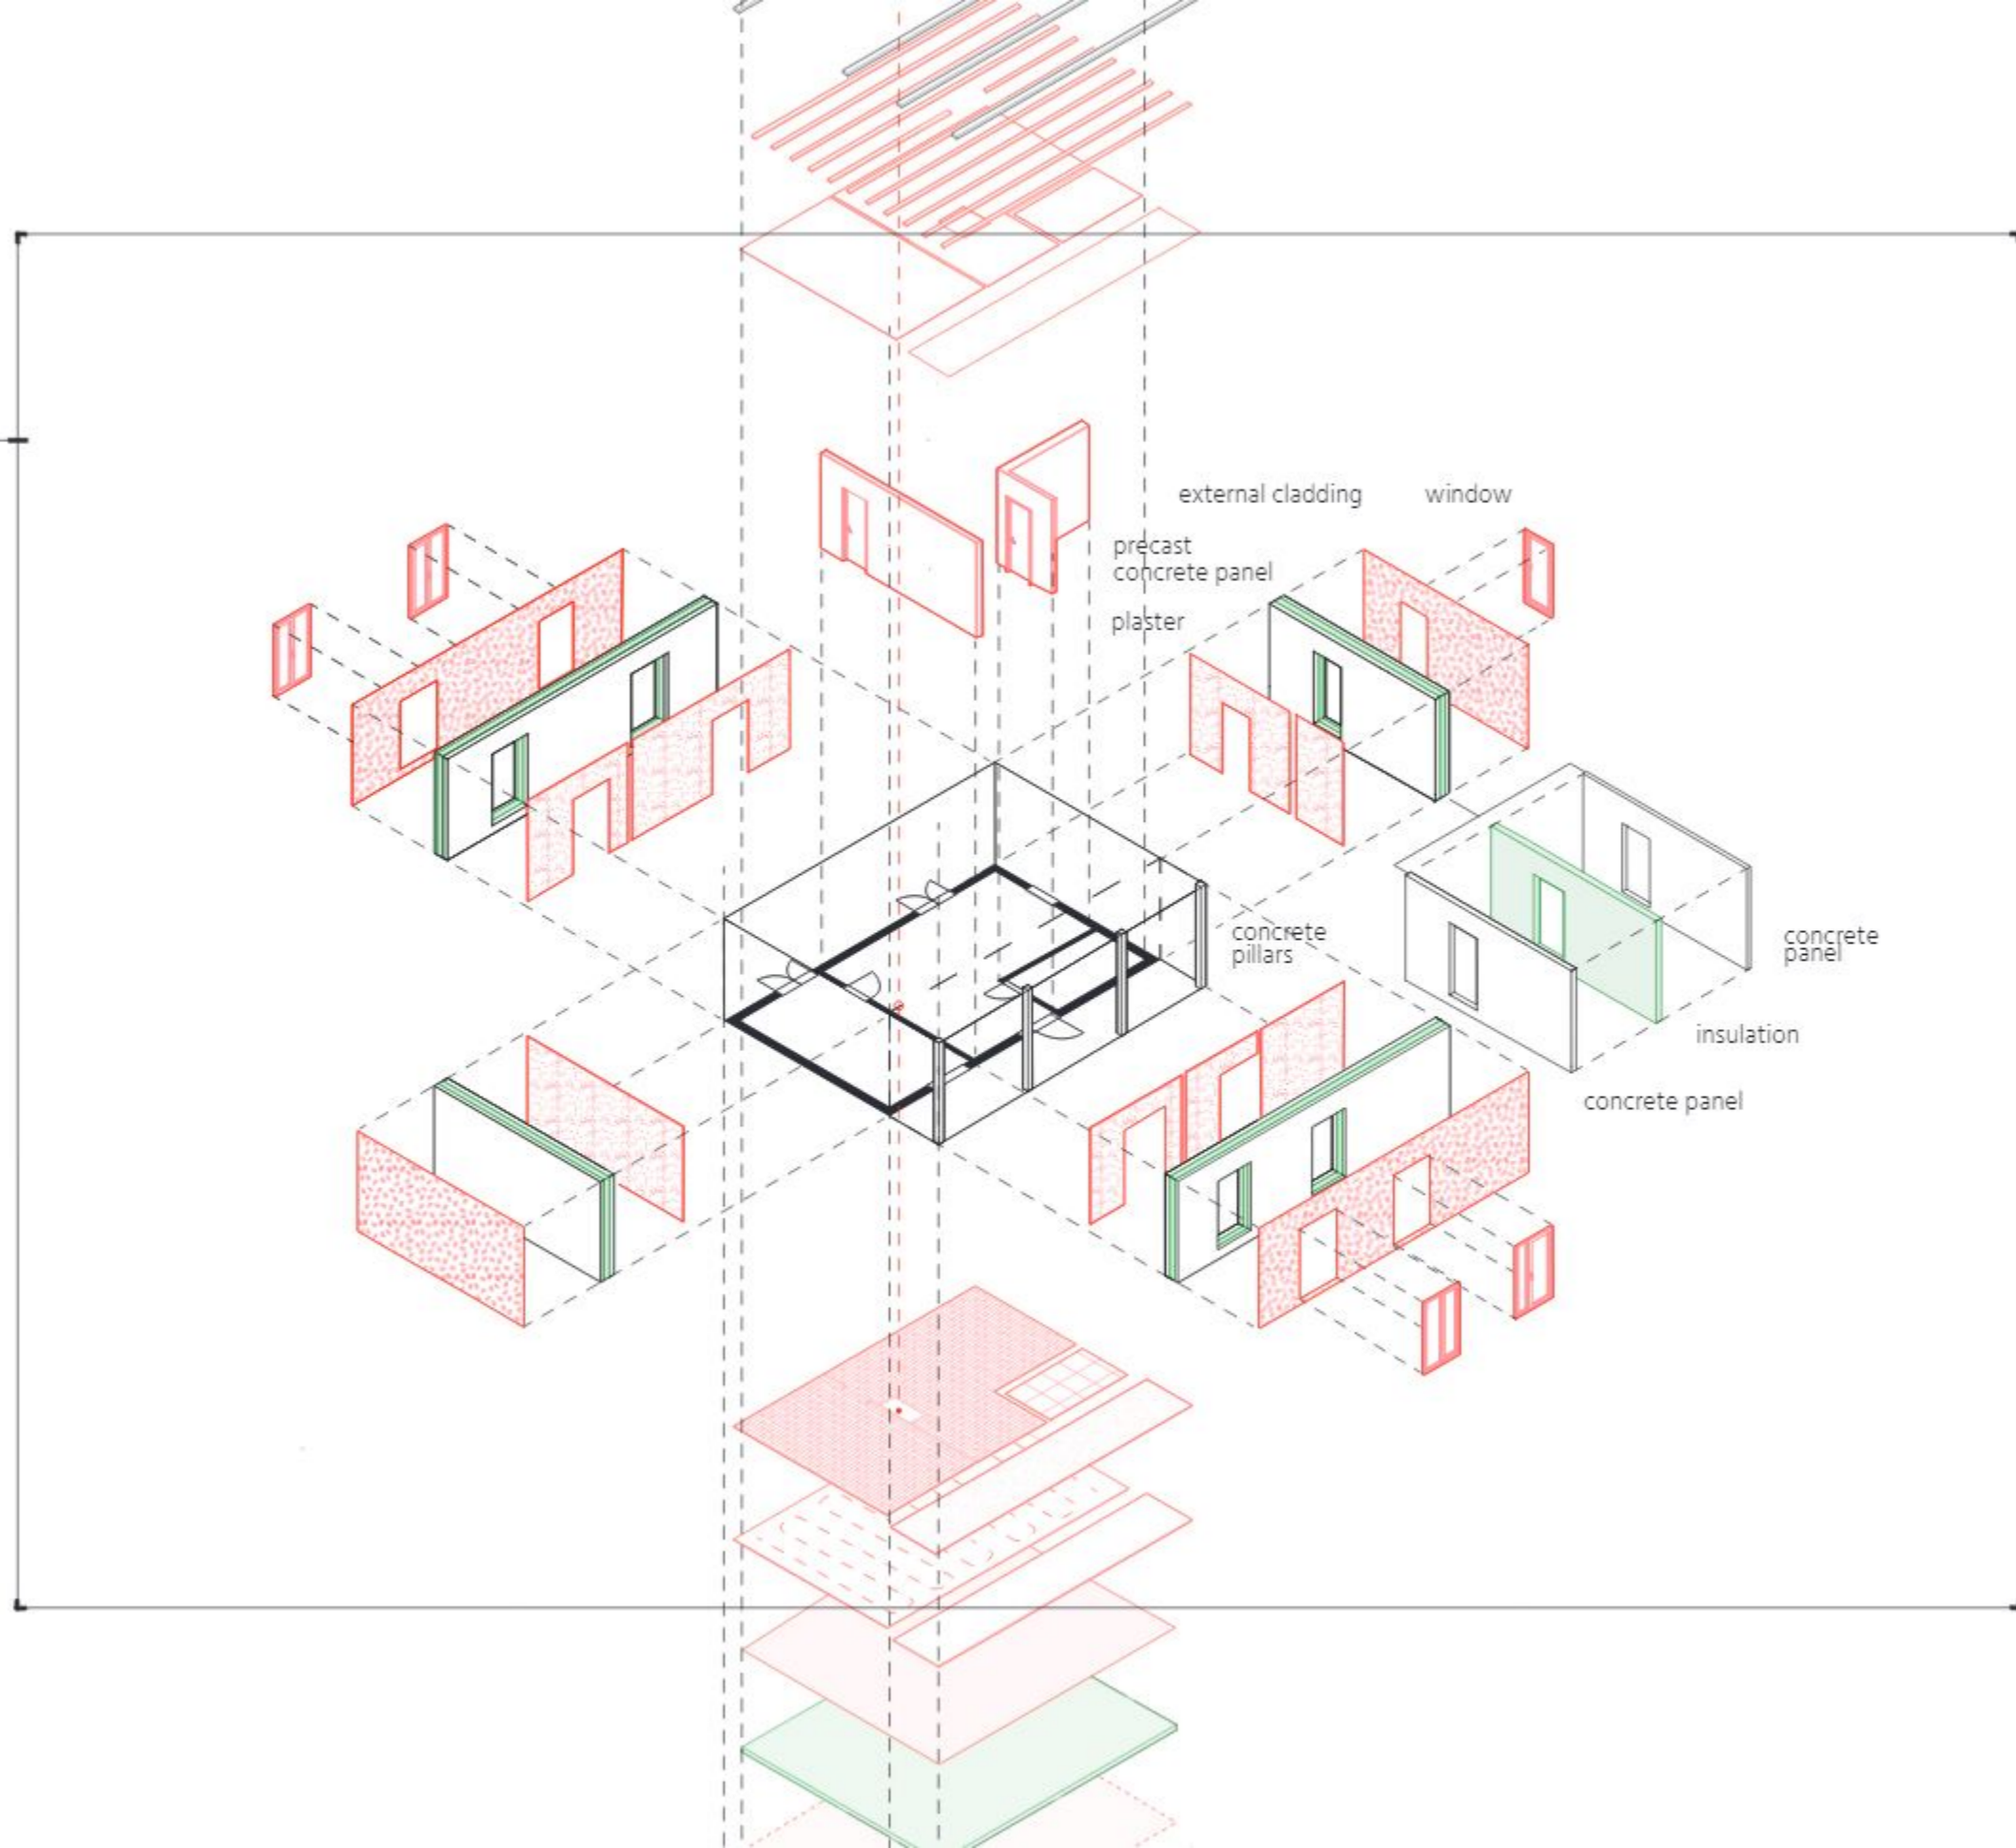 external cladding
window
precast
concrete panel
plaster
concrete
pillars
concrete
panel
insulation
concrete panel